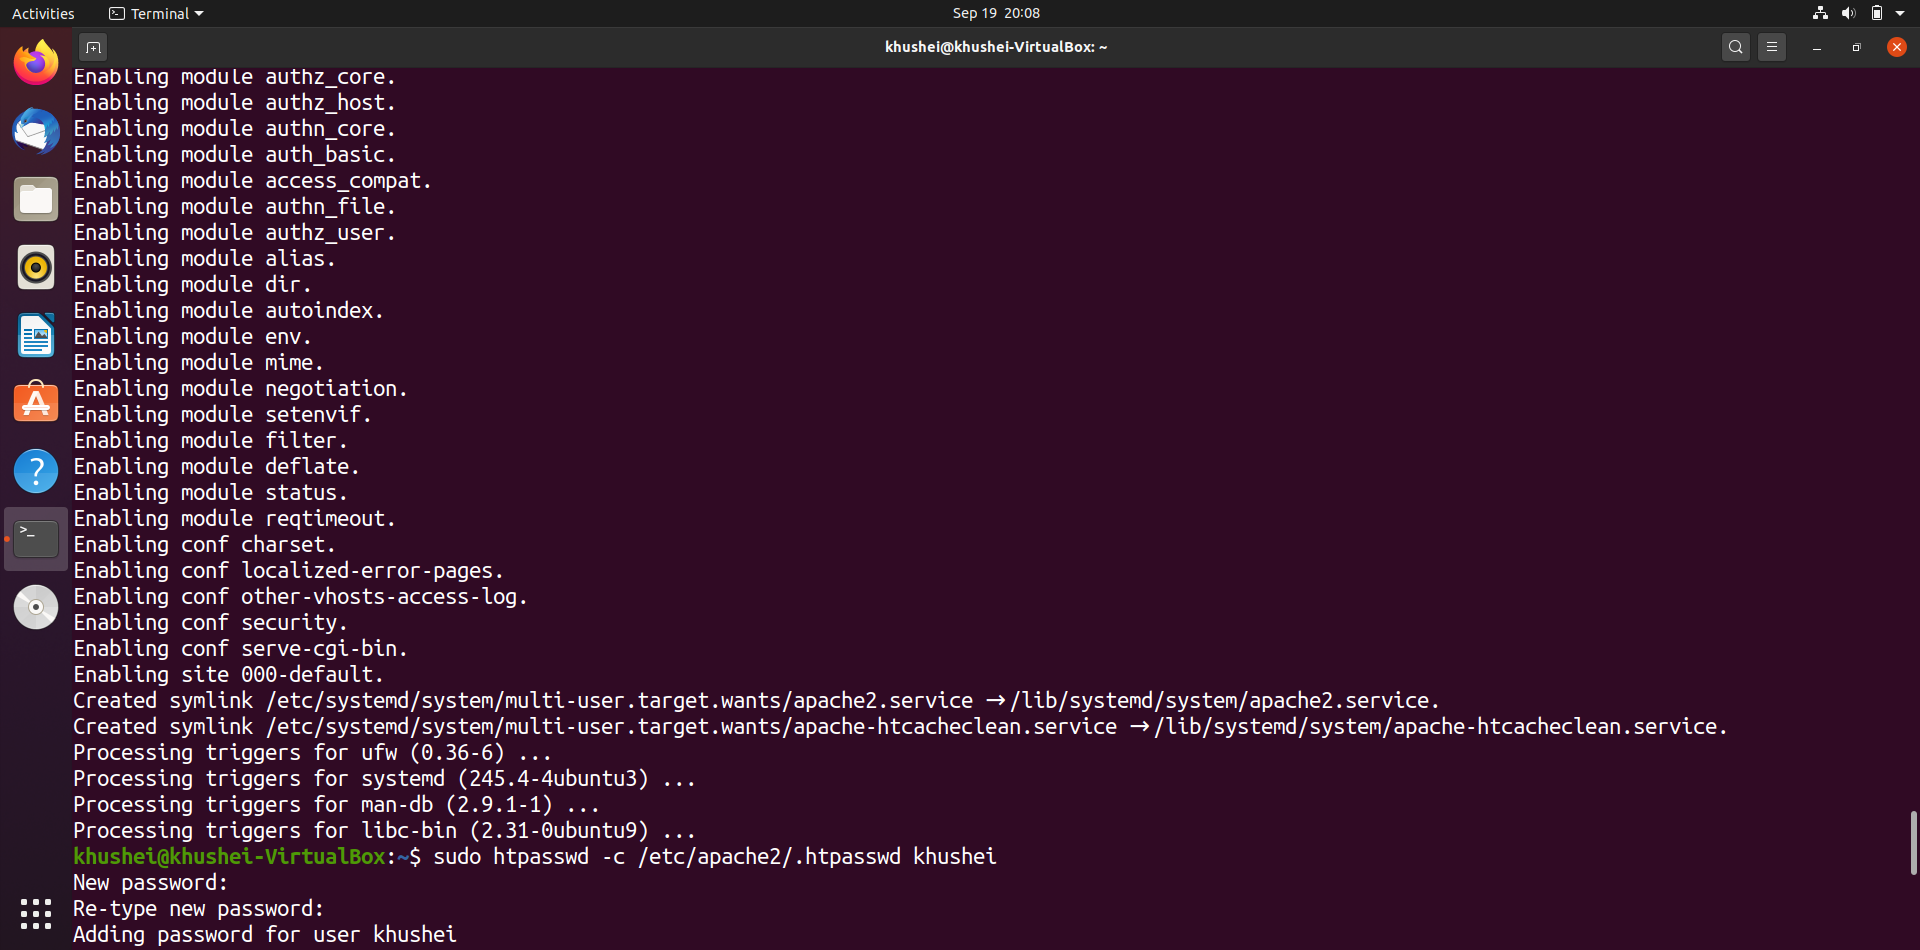 Activities
Terminal
Sep 19 20:08
khushei@khushei-VirtualBox: ~
Enabling module authz_core.
Enabling module authz_host.
Enabling module authn_core.
Enabling module auth_basic.
Enabling module access_compat.
Enabling module authn_file.
Enabling module authz_user.
Enabling module alias.
Enabling module dir.
Enabling module autoindex.
Enabling module env.
Enabling module mime.
Enabling module negotiation.
Enabling module setenvif.
Enabling module filter.
Enabling module deflate.
Enabling module status.
Enabling module reqtimeout.
Enabling conf charset.
Enabling conf localized-error-pages.
Enabling conf other-vhosts-access-log.
Enabling conf security.
Enabling conf serve-cgi-bin.
Enabling site 000-default.
Created symlink /etc/systemd/system/multi-user.target.wants/apache2.service → /lib/systemd/system/apache2.service.
Created symlink /etc/systemd/system/multi-user.target.wants/apache-htcacheclean.service → /lib/systemd/system/apache-htcacheclean.service.
Processing triggers for ufw (0.36-6) ...
Processing triggers for systemd (245.4-4ubuntu3) ...
Processing triggers for man-db (2.9.1-1) ...
Processing triggers for libc-bin (2.31-0ubuntu9) ...
khushei@khushei-VirtualBox:~$ sudo htpasswd -c /etc/apache2/.htpasswd khushei
New password:
Re-type new password:
Adding password for user khushei